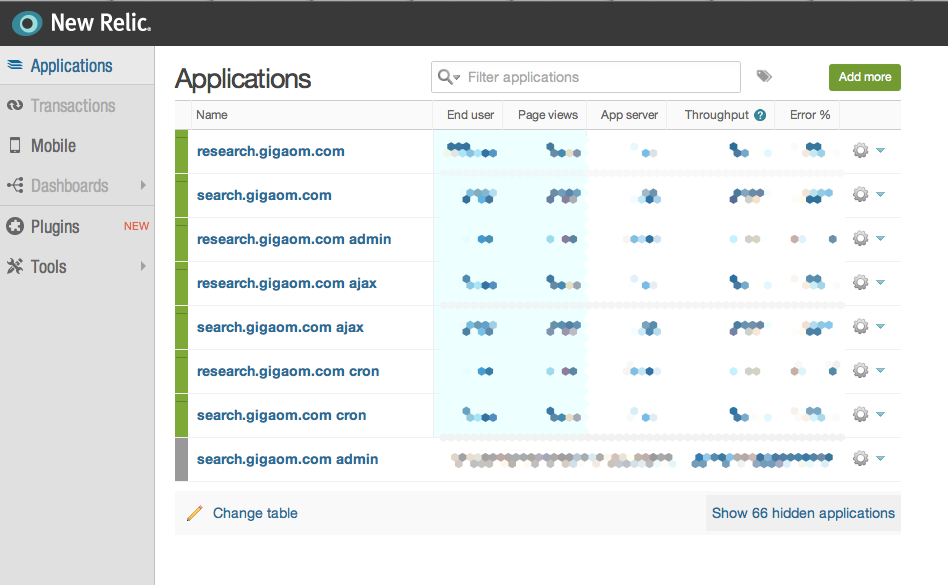 New Relic.
Applications
Transactions
Mobile
Dashboards
Plugins NEW
Tools
Applications
Filter applications
Add more
Name End user Page views App server Throughput ? Error %
research.gigaom.com
search.gigaom.com
research.gigaom.com admin
research.gigaom.com ajax
search.gigaom.com ajax
research.gigaom.com cron
search.gigaom.com cron
search.gigaom.com admin
Change table
Show 66 hidden applications